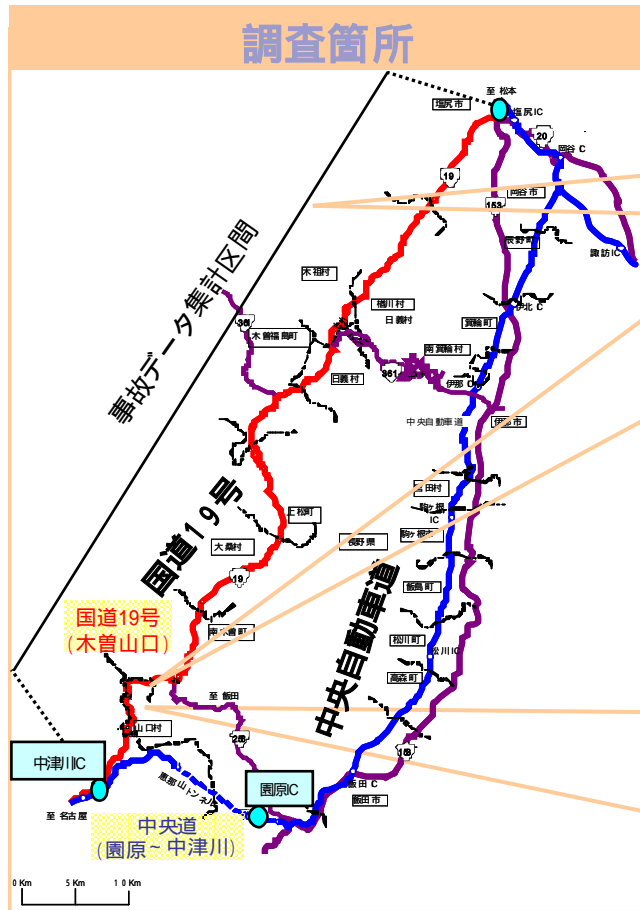 調査箇所
至 松本
塩尻市
塩尻IC
20
岡谷 C
19
岡谷市
153
辰野町
諏訪IC
事故データ集計区間
木祖村
楢川村
日義村
伊北 C
361
木曽福島町
箕輪町
南箕輪村
日義村
361
伊那 C
中央自動車道
伊那市
国道19号
宮田村
上松町
駒ヶ根
IC
駒ヶ根市
大桑村
長野県
19
飯島町
中央自動車道
国道19号
(木曽山口)
南木曽町
松川町
松川IC
高森町
至 飯田
山口村
256
153
中津川IC
恵那山トンネル
園原IC
飯田 C
飯田市
至 名古屋
中央道
(園原~中津川)
0 Km 5 Km 1 0 Km